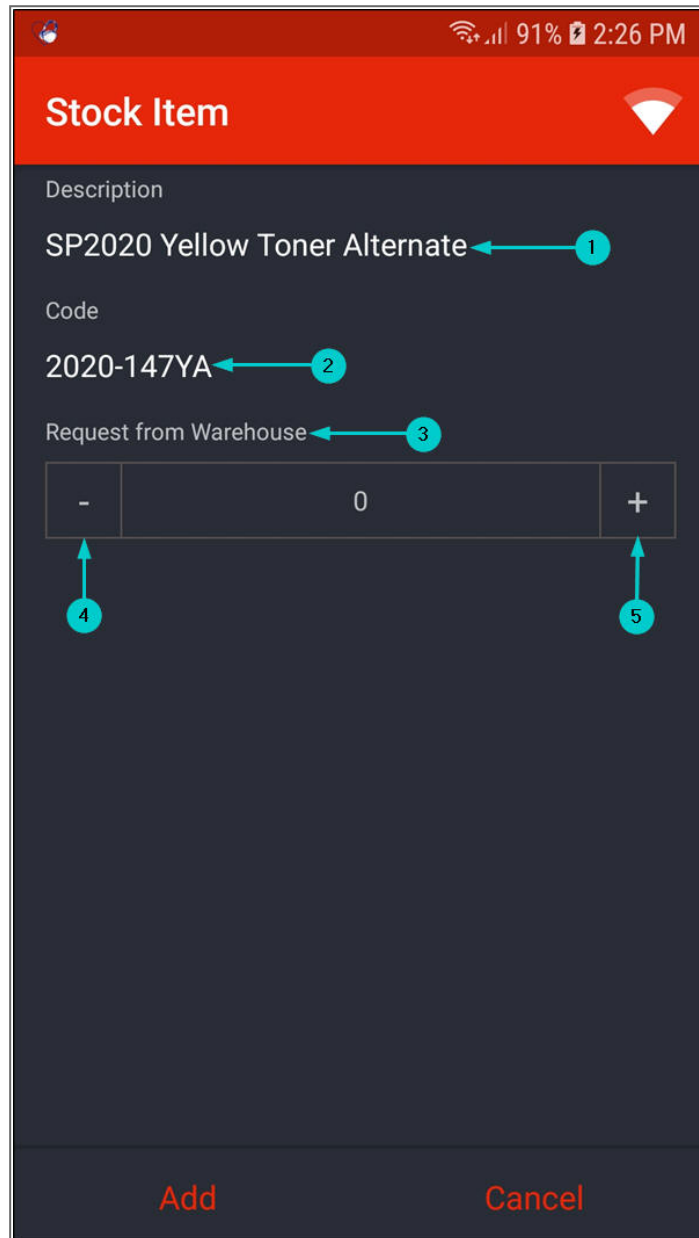 91% 2:26 PM
Stock Item
Description
SP2020 Yellow Toner Alternate 1
Code
2020-147YA 2
Request from Warehouse 3
- 0 +
4 5
Add Cancel